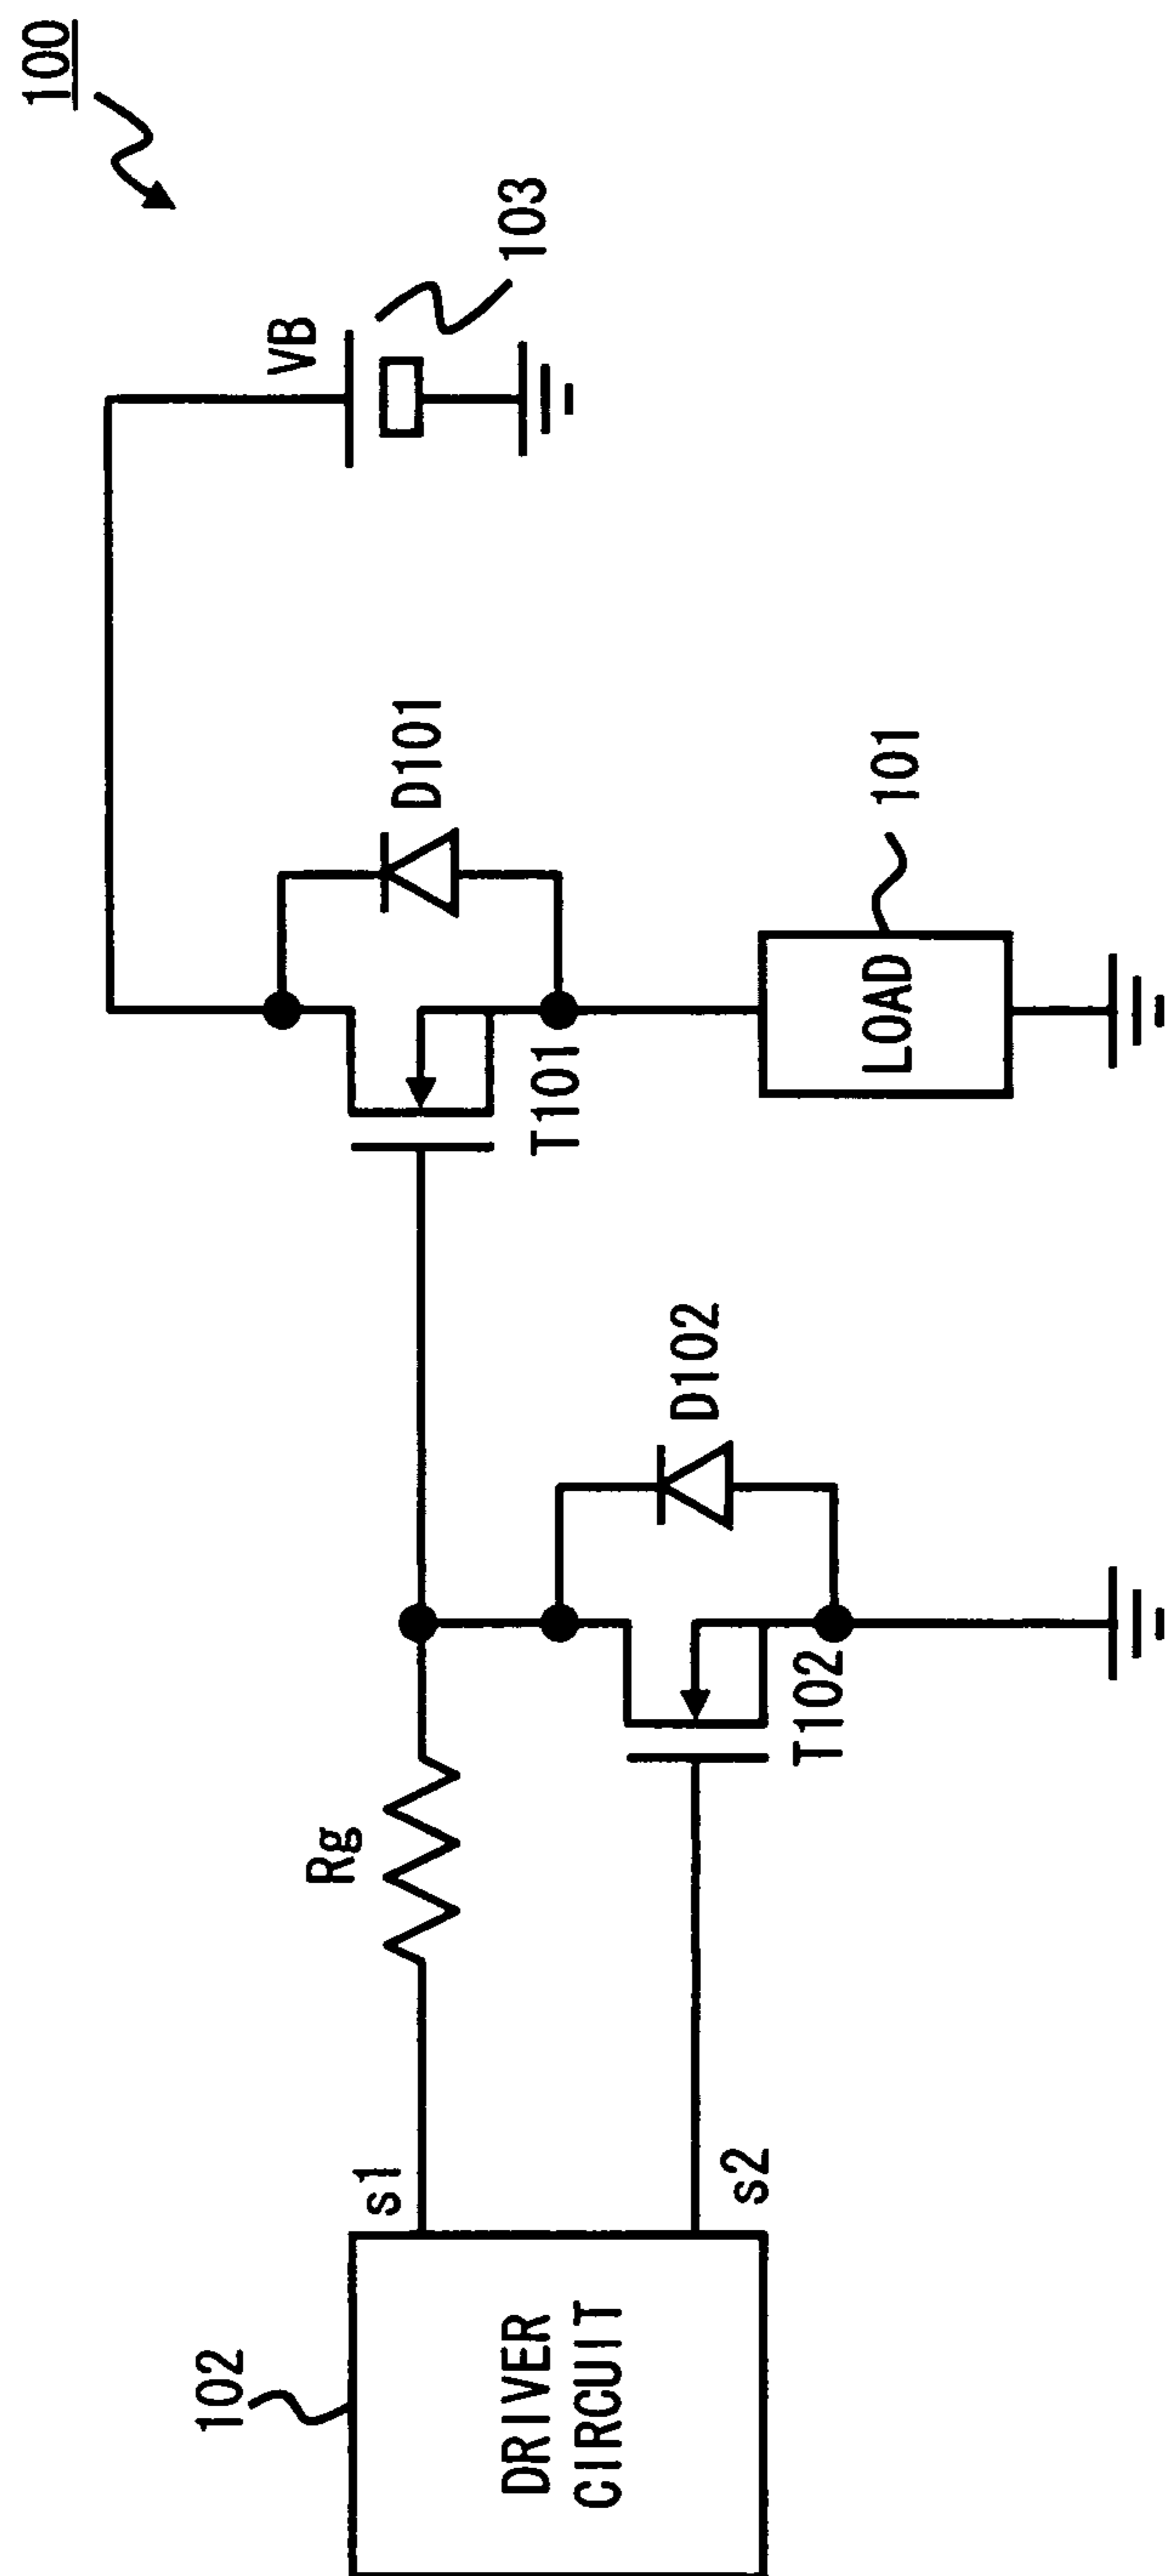 100
VB
103
D101
T101
LOAD
101
D102
T102
Rg
s1
s2
102
DRIVER
CIRCUIT